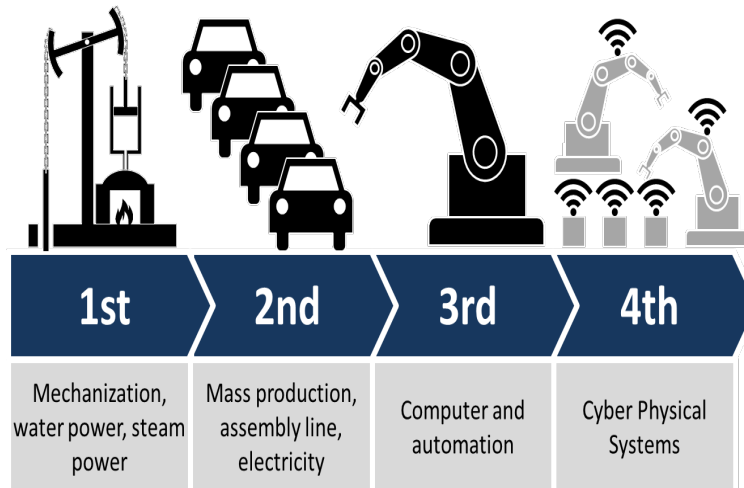 1st
2nd
3rd
4th
Mechanization,
water power, steam
power
Mass production,
assembly line,
electricity
Computer and
automation
Cyber Physical
Systems